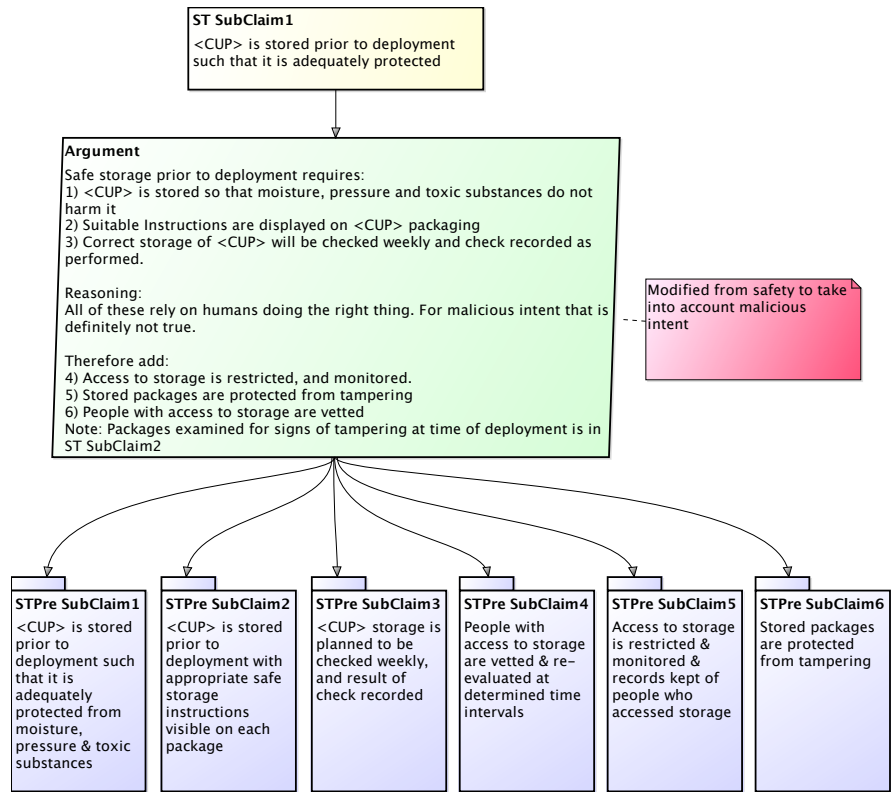 ST SubClaim1
<CUP> is stored prior to deployment
such that it is adequately protected
Argument
Safe storage prior to deployment requires:
1) <CUP> is stored so that moisture, pressure and toxic substances do not
harm it
2) Suitable Instructions are displayed on <CUP> packaging
3) Correct storage of <CUP> will be checked weekly and check recorded as
performed.
Reasoning:
All of these rely on humans doing the right thing. For malicious intent that is
definitely not true.
Therefore add:
4) Access to storage is restricted, and monitored.
5) Stored packages are protected from tampering
6) People with access to storage are vetted
Note: Packages examined for signs of tampering at time of deployment is in
ST SubClaim2
Modified from safety to take
into account malicious
intent
STPre SubClaim1
<CUP> is stored
prior to
deployment such
that it is
adequately
protected from
moisture,
pressure & toxic
substances
STPre SubClaim2
<CUP> is stored
prior to
deployment with
appropriate safe
storage
instructions
visible on each
package
STPre SubClaim3
<CUP> storage is
planned to be
checked weekly,
and result of
check recorded
STPre SubClaim4
People with
access to storage
are vetted & re-
evaluated at
determined time
intervals
STPre SubClaim5
Access to storage
is restricted &
monitored &
records kept of
people who
accessed storage
STPre SubClaim6
Stored packages
are protected
from tampering